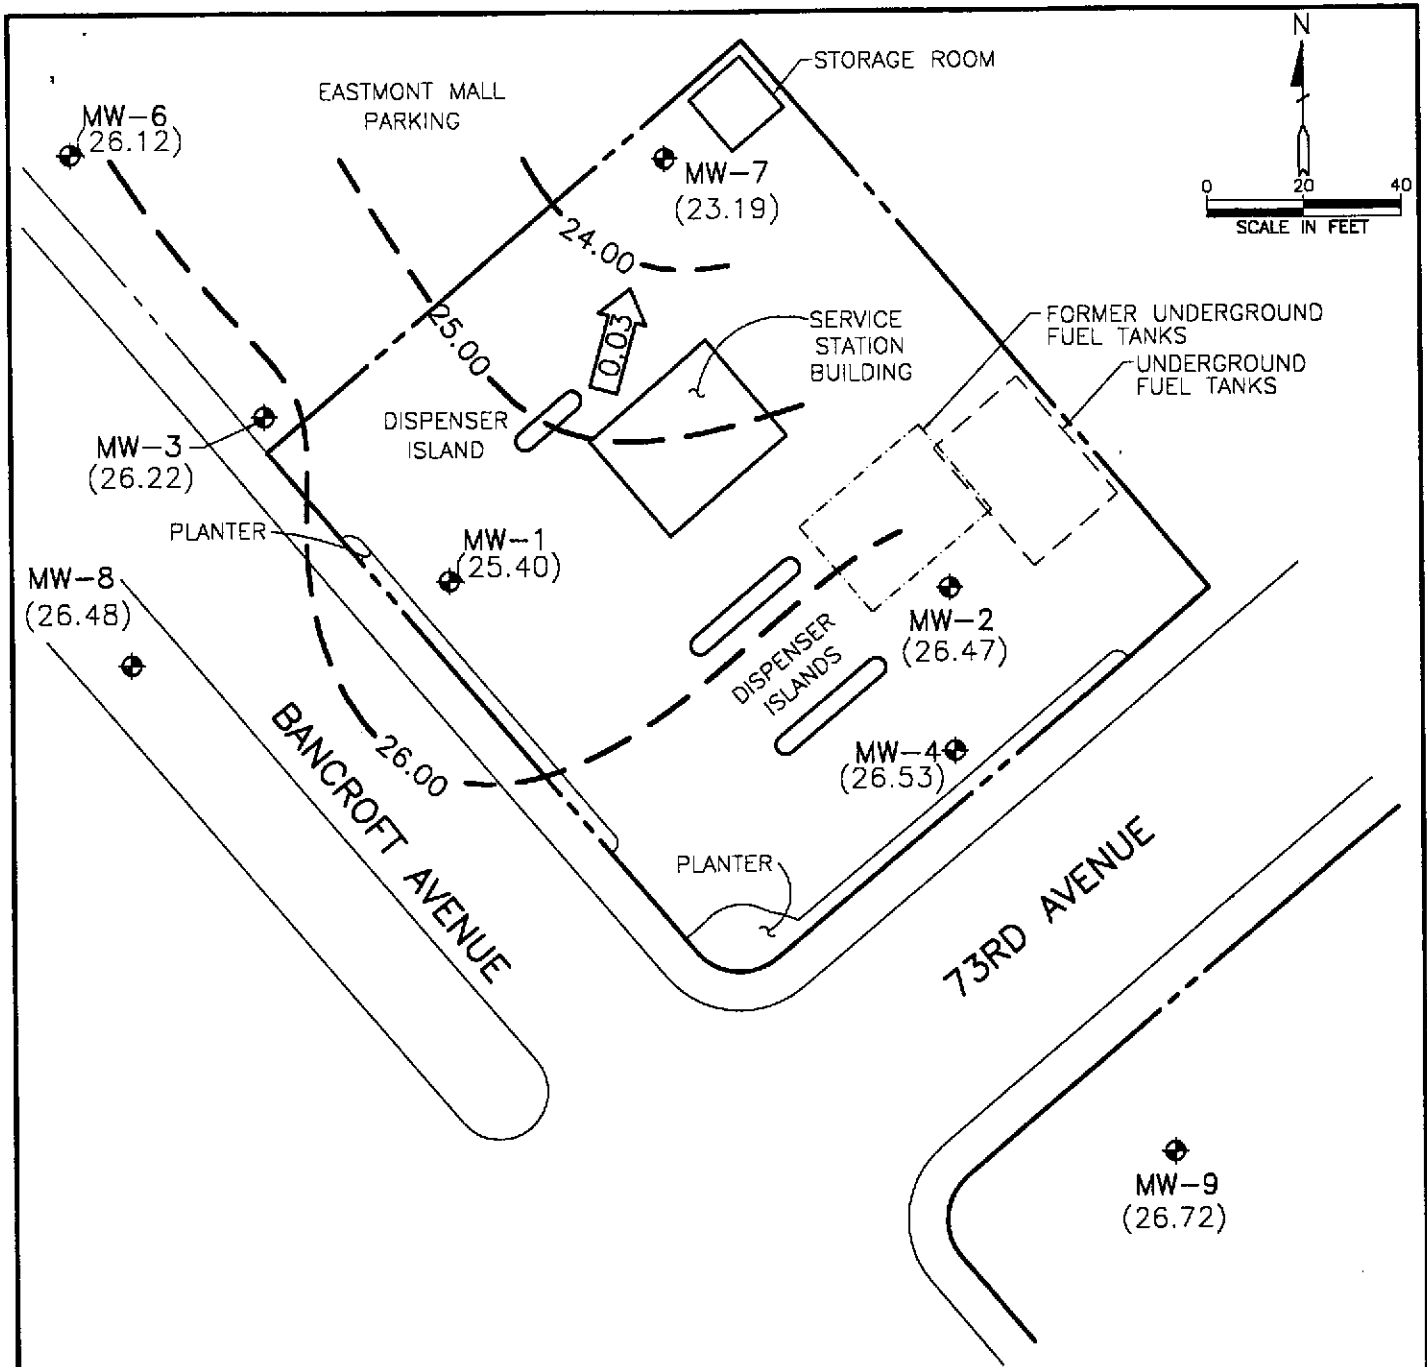 N
0 20 40
SCALE IN FEET
STORAGE ROOM
EASTMONT MALL
PARKING
MW-6
(26.12)
MW-7
(23.19)
24.00
25.00
0.03
SERVICE
STATION
BUILDING
FORMER UNDERGROUND
FUEL TANKS
UNDERGROUND
FUEL TANKS
DISPENSER
ISLAND
MW-3
(26.22)
PLANTER
MW-1
(25.40)
MW-8
(26.48)
MW-2
(26.47)
DISPENSER
ISLANDS
MW-4
(26.53)
26.00
BANCROFT AVENUE
PLANTER
73RD AVENUE
MW-9
(26.72)